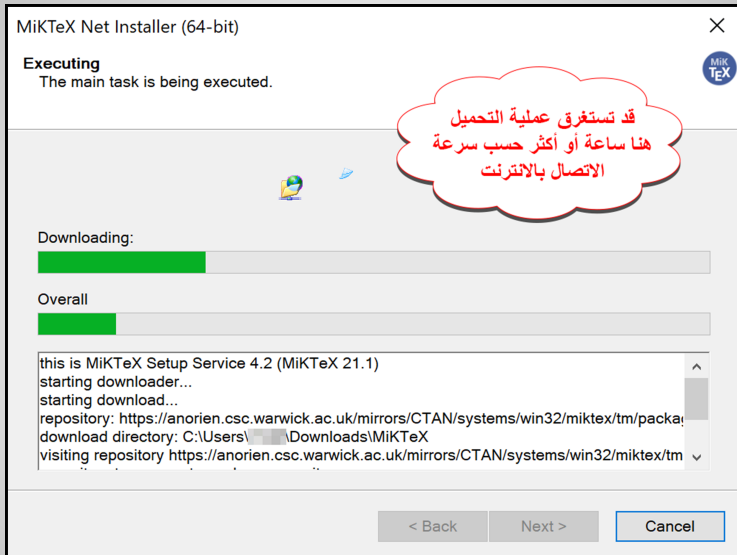 MiKTeX Net Installer (64-bit)
Executing
The main task is being executed.
MiK
TEX
قد تستغرق عملية التحميل
هنا ساعة أو أكثر حسب سرعة
الاتصال بالانترنت
Downloading:
Overall
this is MiKTeX Setup Service 4.2 (MiKTeX 21.1)
starting downloader...
starting download...
repository: https://anorien.csc.warwick.ac.uk/mirrors/CTAN/systems/win32/miktex/tm/packa
download directory: C:\Users\ \Downloads\MiKTeX
visiting repository https://anorien.csc.warwick.ac.uk/mirrors/CTAN/systems/win32/miktex/tm
< Back
Next >
Cancel